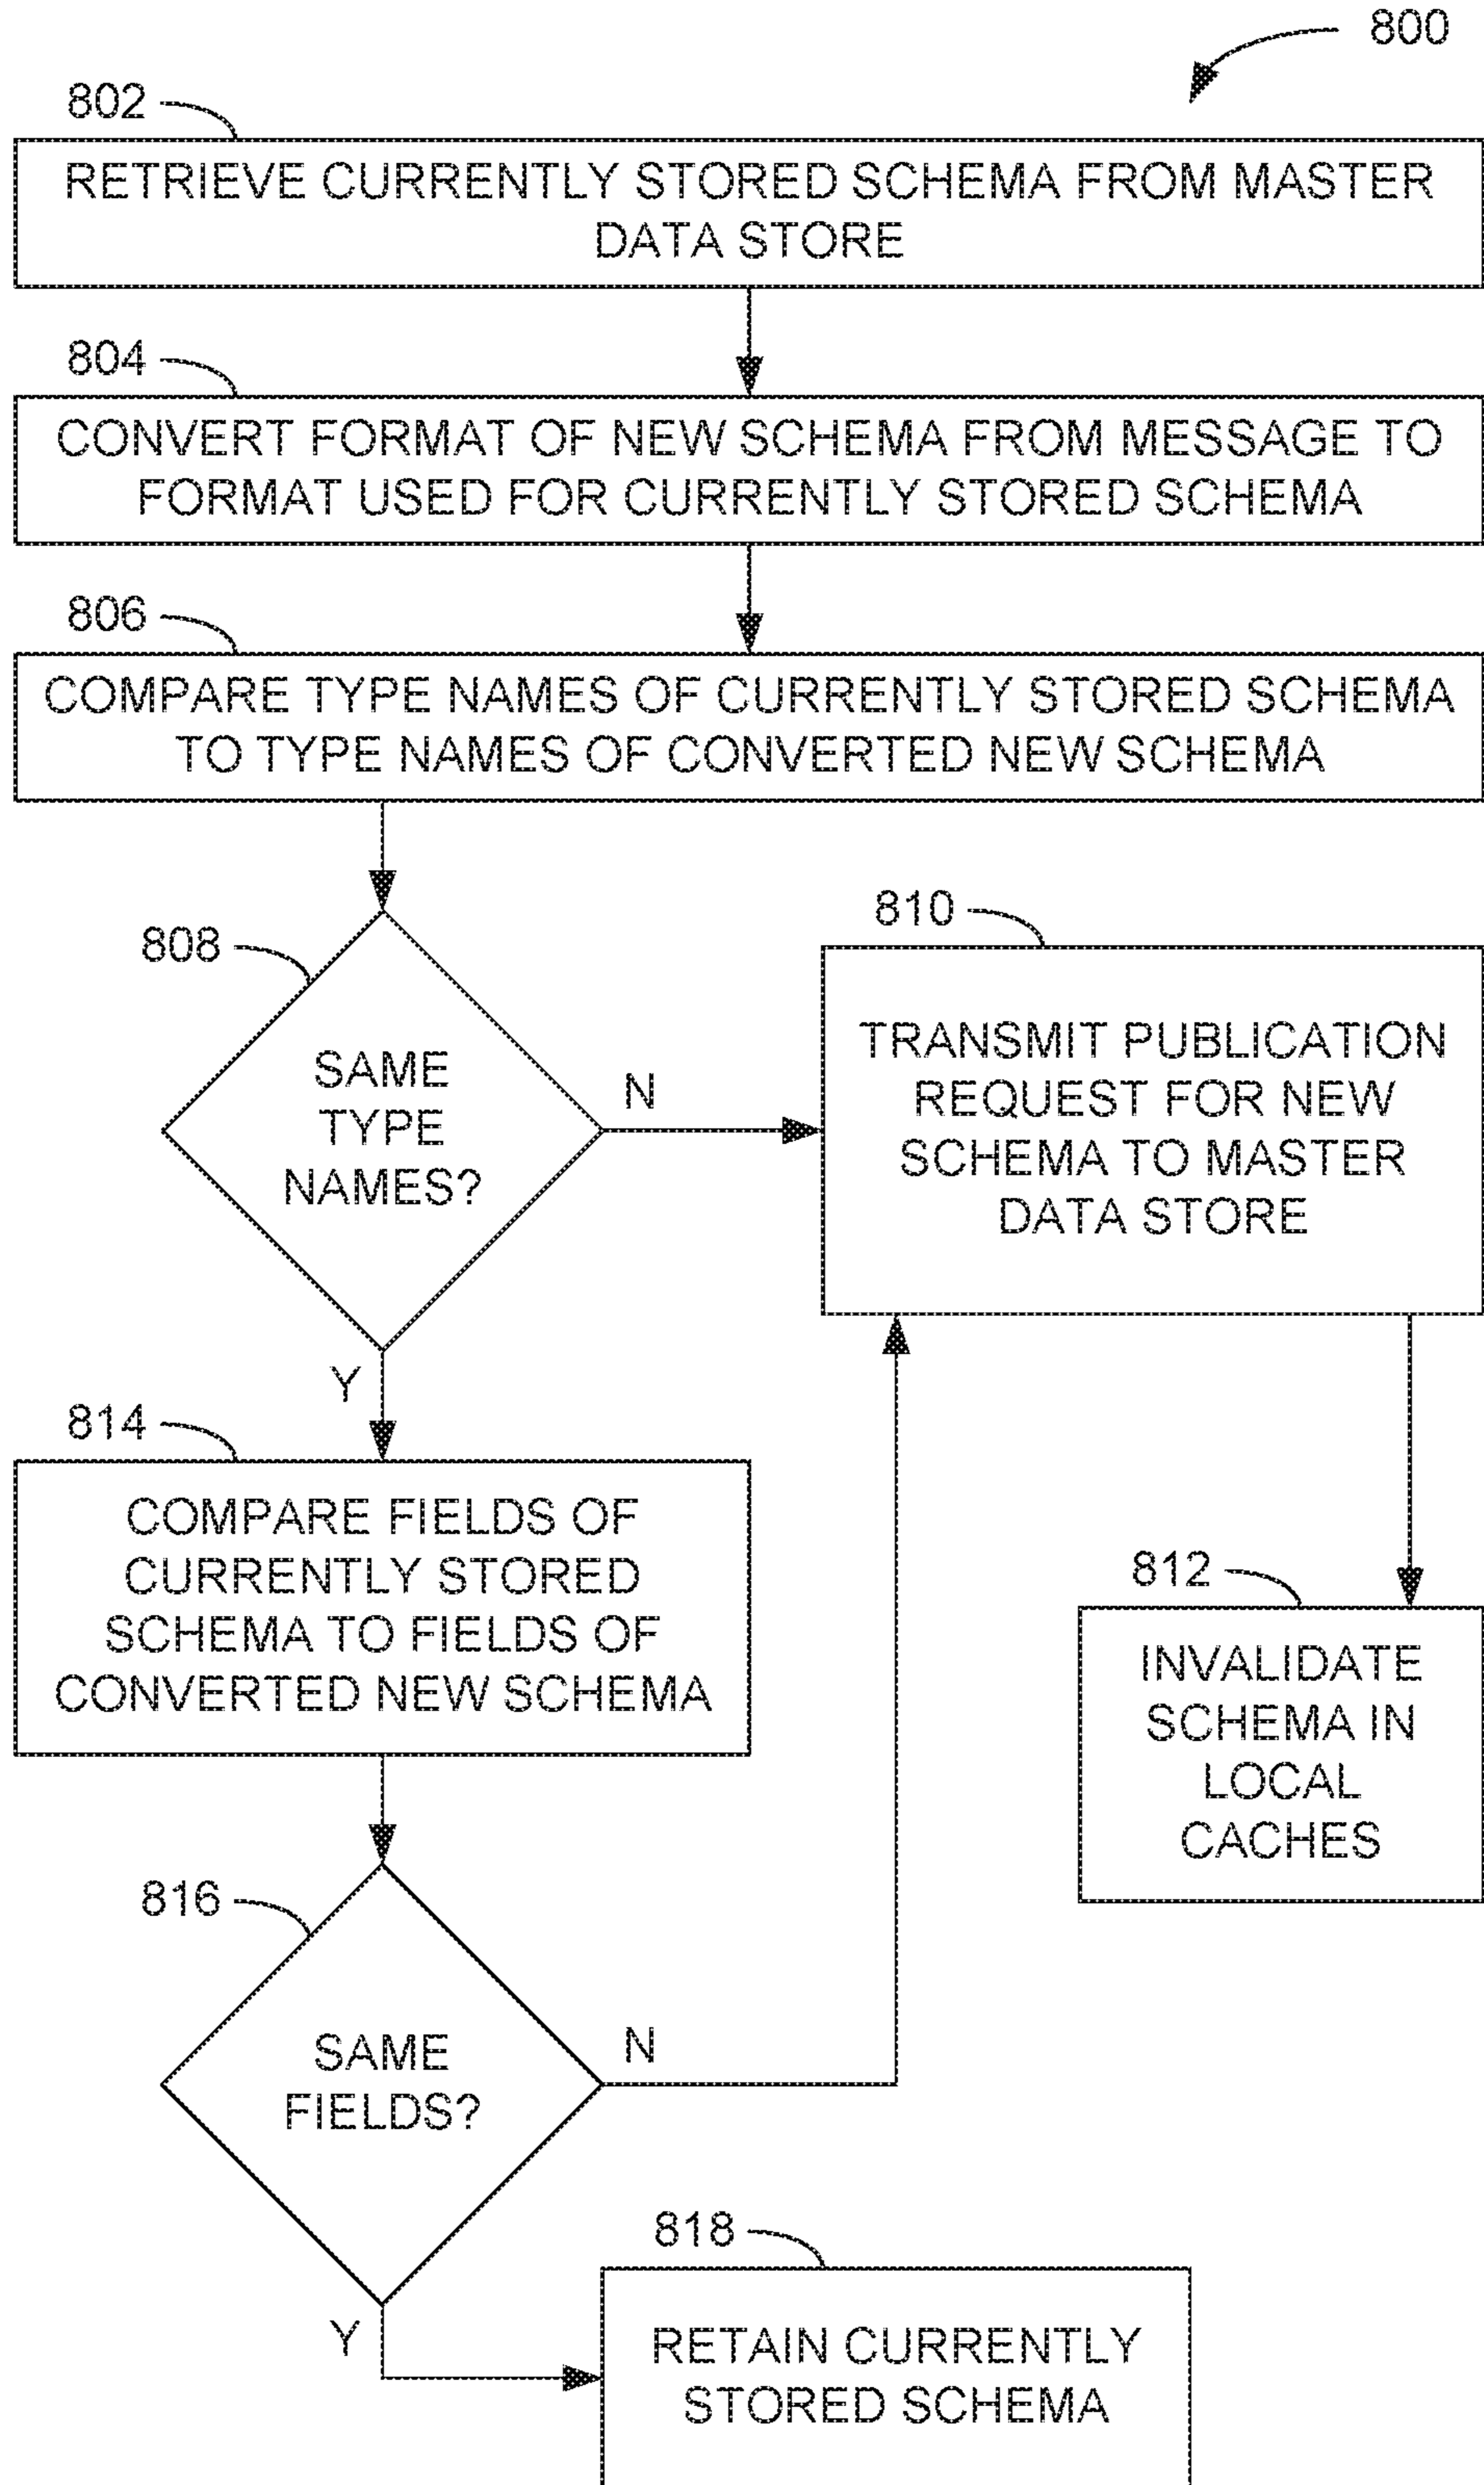 800
802
RETRIEVE CURRENTLY STORED SCHEMA FROM MASTER
DATA STORE
804
CONVERT FORMAT OF NEW SCHEMA FROM MESSAGE TO
FORMAT USED FOR CURRENTLY STORED SCHEMA
806
COMPARE TYPE NAMES OF CURRENTLY STORED SCHEMA
TO TYPE NAMES OF CONVERTED NEW SCHEMA
808
SAME
TYPE
NAMES?
N
Y
810
TRANSMIT PUBLICATION
REQUEST FOR NEW
SCHEMA TO MASTER
DATA STORE
814
COMPARE FIELDS OF
CURRENTLY STORED
SCHEMA TO FIELDS OF
CONVERTED NEW SCHEMA
812
INVALIDATE
SCHEMA IN
LOCAL
CACHES
816
SAME
FIELDS?
N
Y
818
RETAIN CURRENTLY
STORED SCHEMA